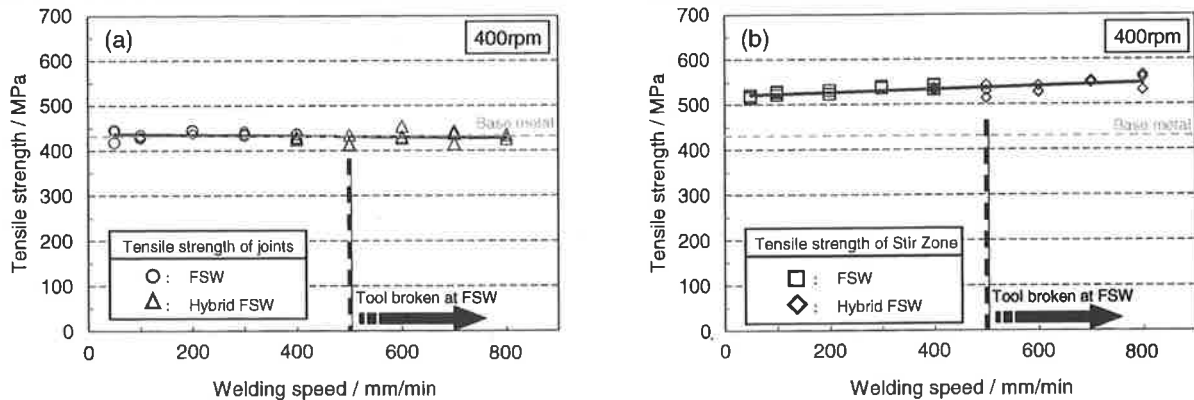 (a)
400rpm
700
600
500
400
300
200
100
0
Tensile strength / MPa
Base metal
Tensile strength of joints
○ : FSW
△ : Hybrid FSW
Tool broken at FSW
0 200 400 600 800
Welding speed / mm/min
(b)
400rpm
700
600
500
400
300
200
100
0
Tensile strength / MPa
Base metal
Tensile strength of Stir Zone
□ : FSW
◇ : Hybrid FSW
Tool broken at FSW
0 200 400 600 800
Welding speed / mm/min